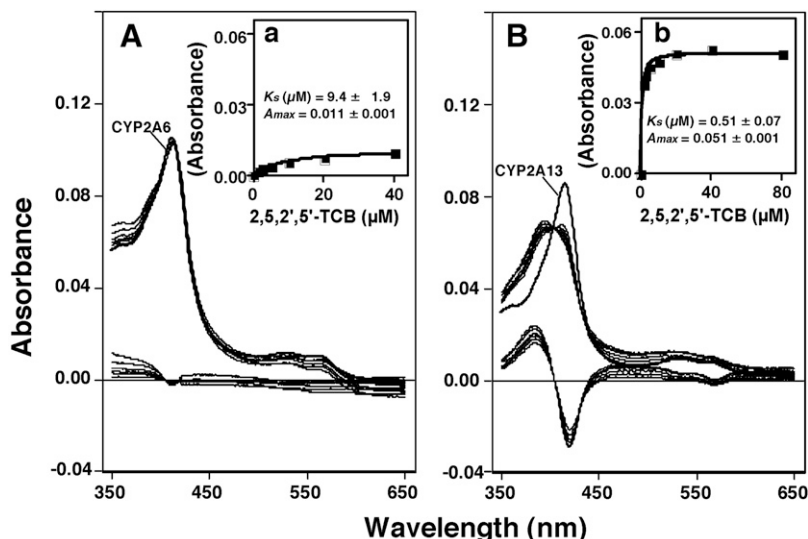 A
a
0.06
0.03
0.00
(Absorbance)
Ks (µM) = 9.4 ± 1.9
Amax = 0.011 ± 0.001
0
20
40
2,5,2',5'-TCB (µM)
CYP2A6
0.12
0.08
0.04
0.00
-0.04
350
450
550
650
B
b
0.06
0.03
0.00
(Absorbance)
Ks (µM) = 0.51 ± 0.07
Amax = 0.051 ± 0.001
0
40
80
2,5,2',5'-TCB (µM)
CYP2A13
0.12
0.08
0.04
0.00
-0.04
350
450
550
650
Absorbance
Wavelength (nm)